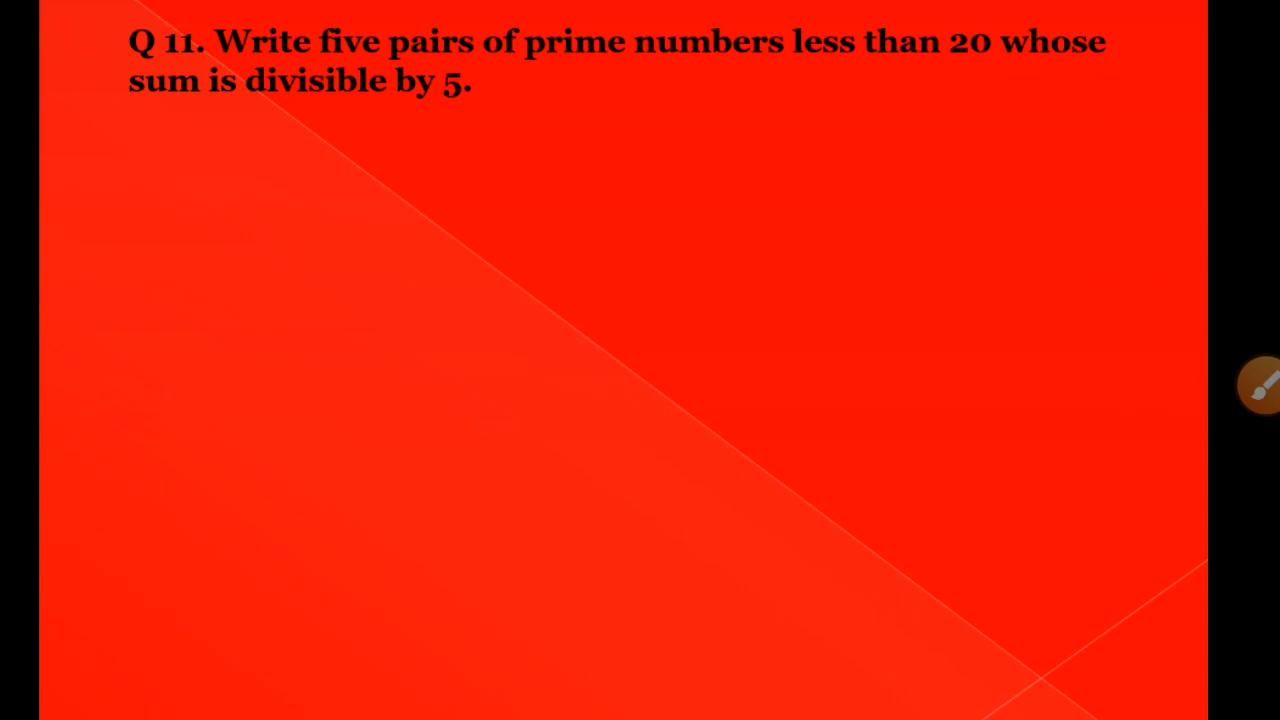 Q 11. Write five pairs of prime numbers less than 20 whose
sum is divisible by 5.